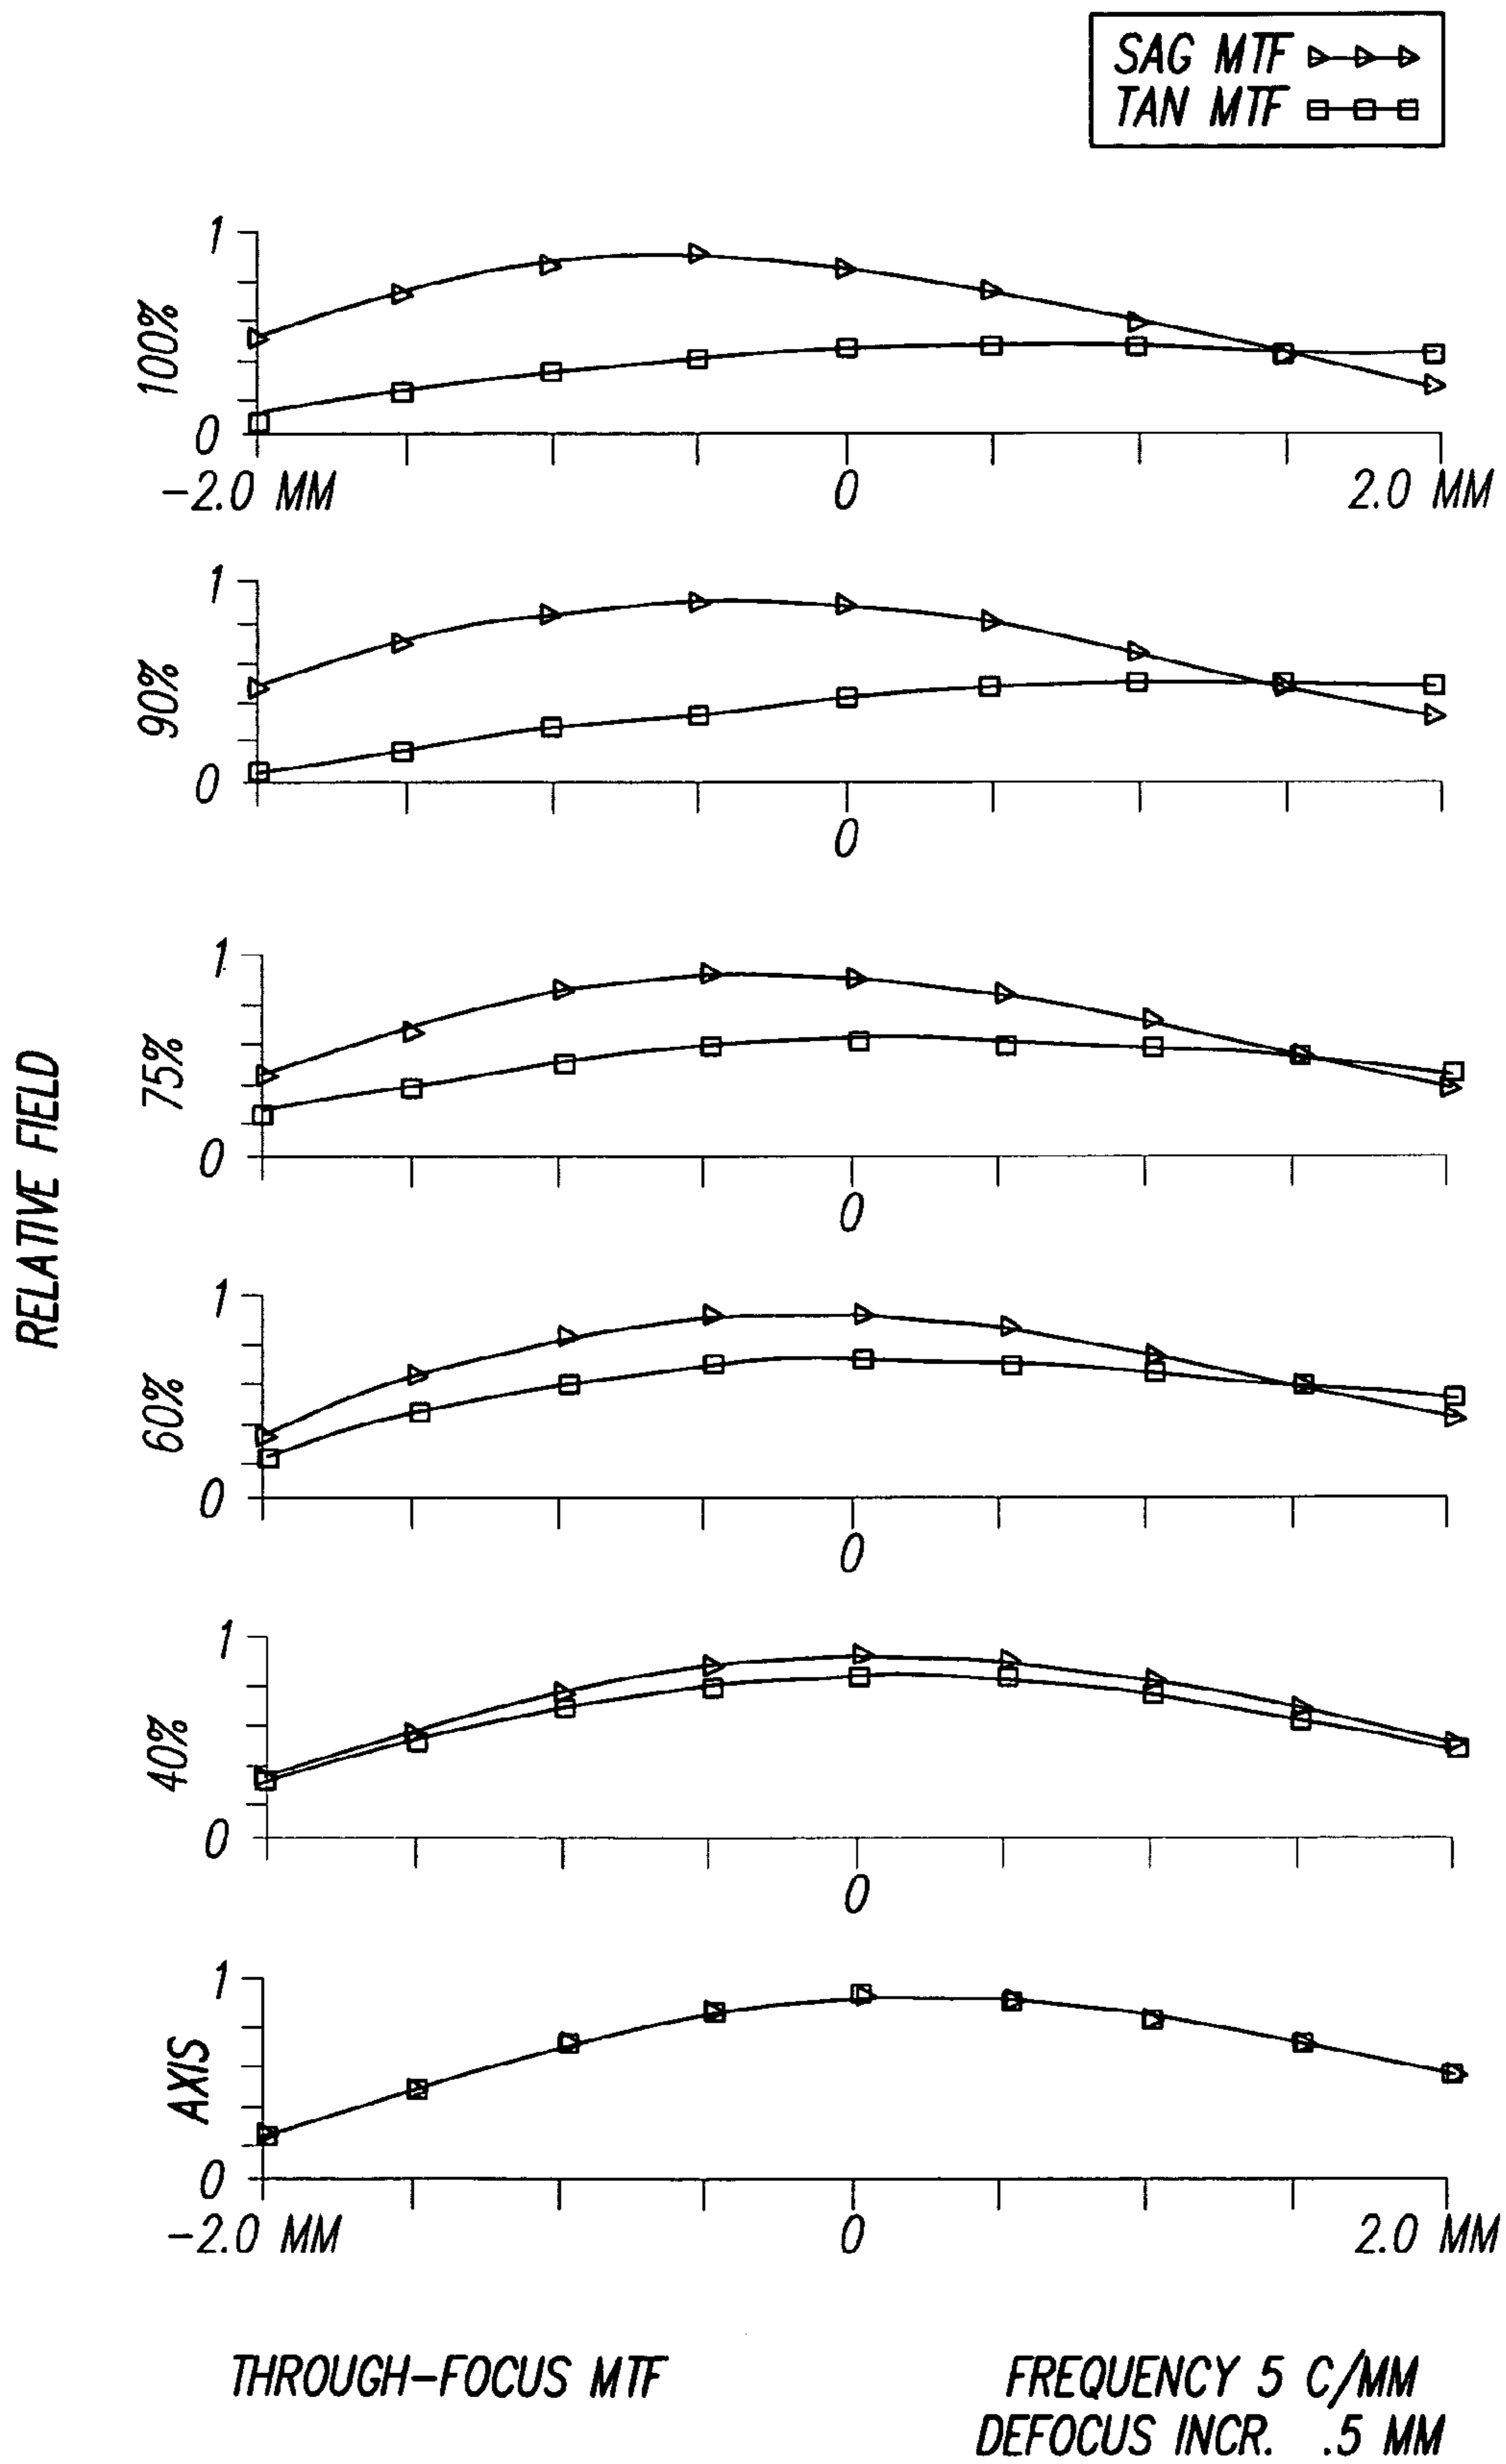 SAG MTF
TAN MTF
RELATIVE FIELD
100%
1
0
-2.0 MM 0 2.0 MM
90%
1
0
0
75%
1
0
0
60%
1
0
0
40%
1
0
0
AXIS
1
0
-2.0 MM 0 2.0 MM
THROUGH-FOCUS MTF
FREQUENCY 5 C/MM
DEFOCUS INCR. .5 MM